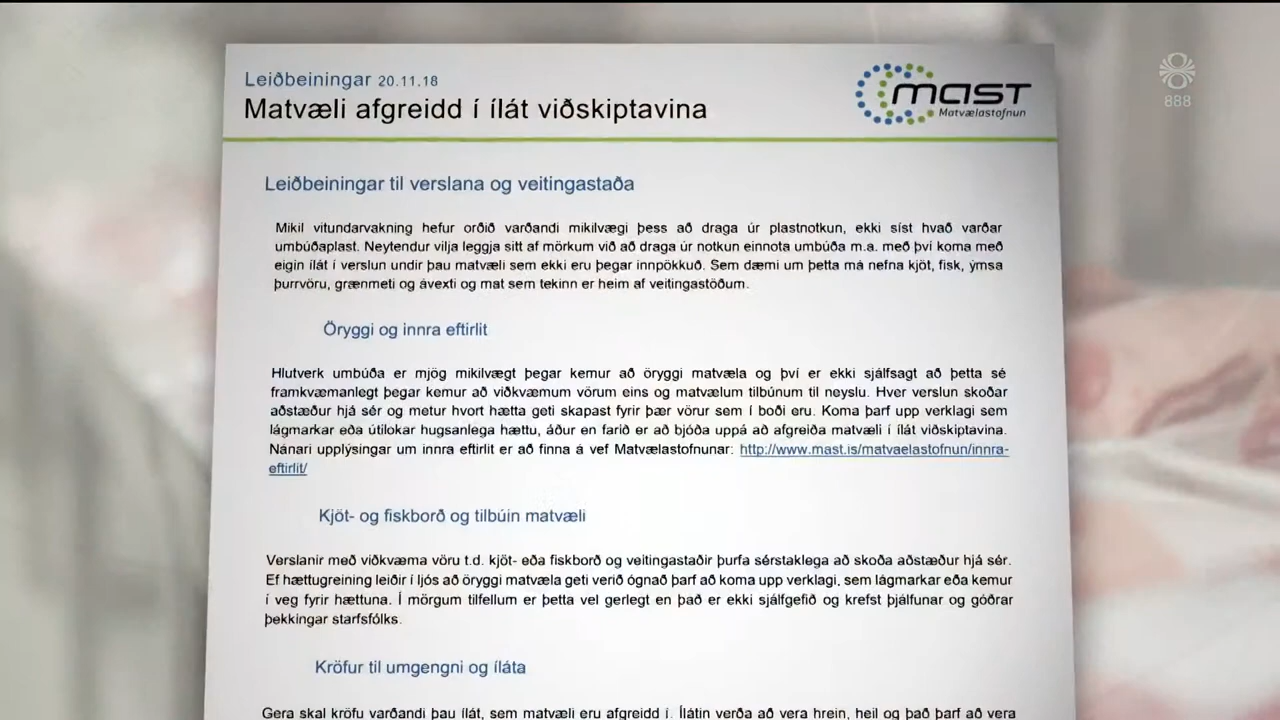 Leiðbeiningar 20.11.18
Matvæli afgreidd í ílát viðskiptavina
mast
Matvælastofnun
888
Leiðbeiningar til verslana og veitingastaða
Mikil vitundarvakning hefur orðið varðandi mikilvægi þess að draga úr plastnotkun, ekki síst hvað varðar
umbúðaplast. Neytendur vilja leggja sitt af mörkum við að draga úr notkun einnota umbúða m.a. með því koma með
eigin ílát í verslun undir þau matvæli sem ekki eru þegar innpökkuð. Sem dæmi um þetta má nefna kjöt, fisk, ýmsa
þurrvöru, grænmeti og ávexti og mat sem tekinn er heim af veitingastöðum.
Öryggi og innra eftirlit
Hlutverk umbúða er mjög mikilvægt þegar kemur að öryggi matvæla og því er ekki sjálfsagt að þetta sé
framkvæmanlegt þegar kemur að viðkvæmum vörum eins og matvælum tilbúnum til neyslu. Hver verslun skoðar
aðstæður hjá sér og metur hvort hætta geti skapast fyrir þær vörur sem í boði eru. Koma þarf upp verklagi sem
lágmarkar eða útilokar hugsanlega hættu, áður en farið er að bjóða uppá að afgreiða matvæli í ílát viðskiptavina.
Nánari upplýsingar um innra eftirlit er að finna á vef Matvælastofnunar: http://www.mast.is/matvaelastofnun/innra-
eftirlit/
Kjöt- og fiskborð og tilbúin matvæli
Verslanir með viðkvæma vöru t.d. kjöt- eða fiskborð og veitingastaðir þurfa sérstaklega að skoða aðstæður hjá sér.
Ef hættugreining leiðir í ljós að öryggi matvæla geti verið ógnað þarf að koma upp verklagi, sem lágmarkar eða kemur
í veg fyrir hættuna. Í mörgum tilfellum er þetta vel gerlegt en það er ekki sjálfgefið og krefst þjálfunar og góðrar
þekkingar starfsfólks.
Kröfur til umgengni og íláta
Gera skal kröfu varðandi þau ílát, sem matvæli eru afgreidd í. Ílátin verða að vera hrein, heil og það þarf að vera